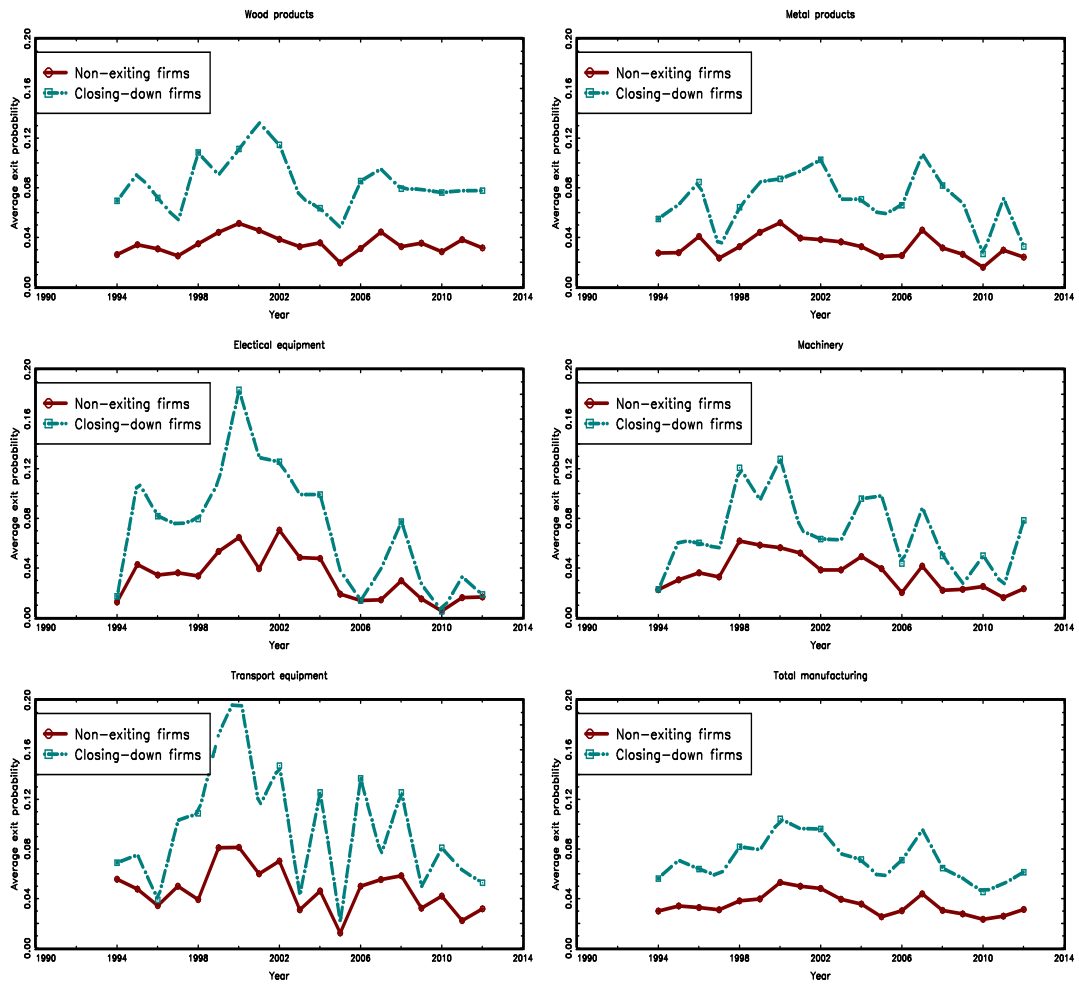 Wood products
Average exit probability
0.00 0.04 0.08 0.12 0.16 0.20
Non-exiting firms
Closing-down firms
1990 1994 1998 2002 2006 2010 2014
Year
Metal products
Average exit probability
0.00 0.04 0.08 0.12 0.16 0.20
Non-exiting firms
Closing-down firms
1990 1994 1998 2002 2006 2010 2014
Year
Electical equipment
Average exit probability
0.00 0.04 0.08 0.12 0.16 0.20
Non-exiting firms
Closing-down firms
1990 1994 1998 2002 2006 2010 2014
Year
Machinery
Average exit probability
0.00 0.04 0.08 0.12 0.16 0.20
Non-exiting firms
Closing-down firms
1990 1994 1998 2002 2006 2010 2014
Year
Transport equipment
Average exit probability
0.00 0.04 0.08 0.12 0.16 0.20
Non-exiting firms
Closing-down firms
1990 1994 1998 2002 2006 2010 2014
Year
Total manufacturing
Average exit probability
0.00 0.04 0.08 0.12 0.16 0.20
Non-exiting firms
Closing-down firms
1990 1994 1998 2002 2006 2010 2014
Year